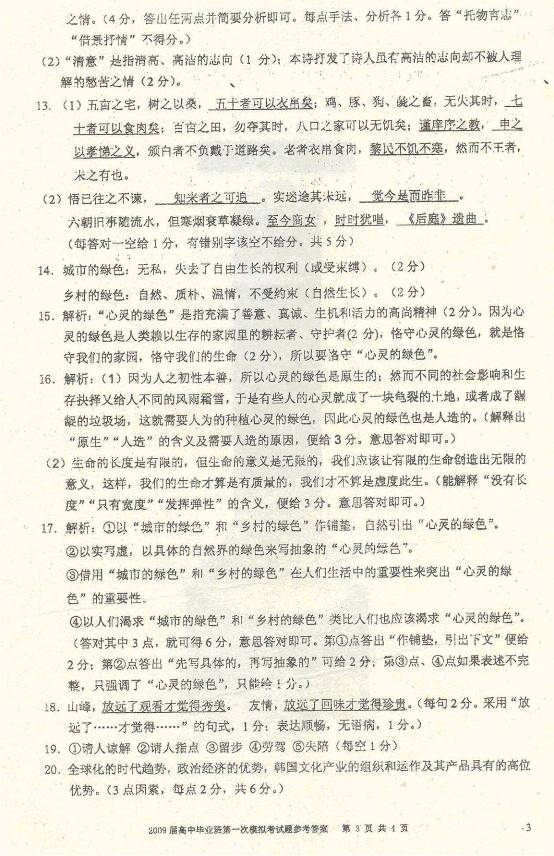 之情。(4分,答出任两点并简要分析即可。每点手法、分析各1分。答“托物言志”
“借景抒情”不得分。)
(2)“清意”是指清高、高洁的志向(1分);本诗抒发了诗人虽有高洁的志向却不被人理
解的愁苦之情(2分)。
13.(1)五亩之宅,树之以桑,五十者可以衣帛矣;鸡、豚、狗、彘之畜,无失其时,七
十者可以食肉矣;百亩之田,勿夺其时,八口之家可以无饥矣;谨庠序之教,申之
以孝悌之义,颁白者不负戴于道路矣。老者衣帛食肉,黎民不饥不寒,然而不王者,
未之有也。
(2)悟已往之不谏,知来者之可追。实迷途其未远,觉今是而昨非。
六朝旧事随流水,但寒烟衰草凝绿。至今商女,时时犹唱,《后庭》遗曲。
(每答对一空给1分,有错别字该空不给分。共5分)
14.城市的绿色:无私,失去了自由生长的权利(或受束缚)。(2分)
乡村的绿色:自然、质朴、温情,不受约束(自然生长)。(2分)
15.解析:“心灵的绿色”是指充满了善意、真诚、生机和活力的高尚精神(2分)。因为心
灵的绿色是人类赖以生存的家园里的耕耘者、守护者(2分),恪守心灵的绿色,就是恪
守我们的家园,恪守我们的生命(2分),所以要恪守“心灵的绿色”。
16.解析:(1)因为人之初性本善,所以心灵的绿色是原生的;然而不同的社会影响和生
存抉择又给人不同的风雨霜雪,于是有些人的心灵就成了一块龟裂的土地,或者成了龌
龊的垃圾场,这就需要人为的种植心灵的绿色,因此心灵的绿色也是人造的。(解释出
“原生”“人造”的含义及需要人造的原因,便给3分。意思答对即可。)
(2)生命的长度是有限的,但生命的意义是无限的,我们应该让有限的生命创造出无限的
意义,这样,我们的生命才算是有质量的,我们才不算是虚度此生。(能解释“没有长
度”“只有宽度”“发挥弹性”的含义,便给3分。意思答对即可。)
17.解析:①以“城市的绿色”和“乡村的绿色”作铺垫,自然引出“心灵的绿色”。
②以实写虚,以具体的自然界的绿色来写抽象的“心灵的绿色”。
③借用“城市的绿色”和“乡村的绿色”在人们生活中的重要性来突出“心灵的绿
色”的重要性。
④以人们渴求“城市的绿色”和“乡村的绿色”类比人们也应该渴求“心灵的绿色”。
(答对其中3点,就可得6分,意思答对即可。第①点答出“作铺垫,引出下文”便给
2分;第②点答出“先写具体的,再写抽象的”可给2分;第③点、④点如果表述不完
整,只强调了“心灵的绿色”,只能给1分。)
18.山峰,放远了观看才觉得秀美。 友情,放远了回味才觉得珍贵。(每句2分。采用“放
远了……才觉得……”的句式,1分;表达顺畅,无语病,1分。)
19.①请人谅解 ②请人指点 ③留步 ④劳驾 ⑤失陪(每空1分)
20.全球化的时代趋势,政治经济的优势,韩国文化产业的组织和运作及其产品具有的高位
优势。(3点因素,每点2分,共6分。)
2009届高中毕业班第一次模拟考试题参考答案 第 3 页 共 4 页
3